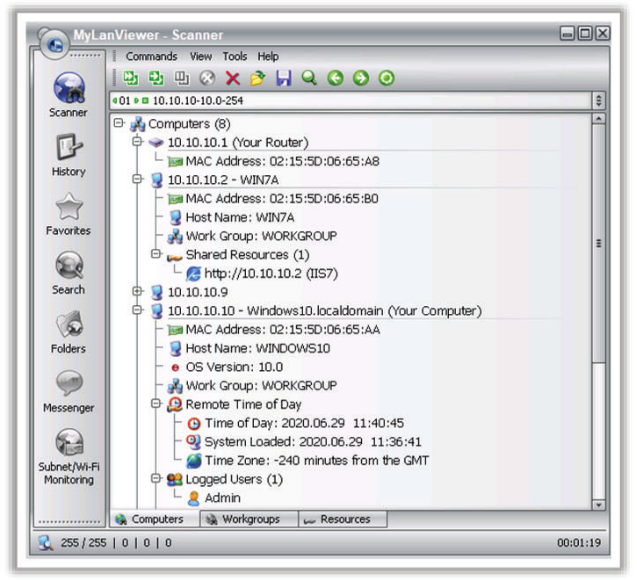 MyLanViewer - Scanner
Commands View Tools Help
01 10.10.10-10.0-254
Scanner
History
Favorites
Search
Folders
Messenger
Subnet/Wi-Fi
Monitoring
Computers (8)
10.10.10.1 (Your Router)
MAC Address: 02:15:5D:06:65:A8
10.10.10.2 - WIN7A
MAC Address: 02:15:5D:06:65:B0
Host Name: WIN7A
Work Group: WORKGROUP
Shared Resources (1)
http://10.10.10.2 (IIS7)
10.10.10.9
10.10.10.10 - Windows10.localdomain (Your Computer)
MAC Address: 02:15:5D:06:65:AA
Host Name: WINDOWS10
OS Version: 10.0
Work Group: WORKGROUP
Remote Time of Day
Time of Day: 2020.06.29 11:40:45
System Loaded: 2020.06.29 11:36:41
Time Zone: -240 minutes from the GMT
Logged Users (1)
Admin
Computers Workgroups Resources
255 / 255 | 0 | 0 | 0 00:01:19